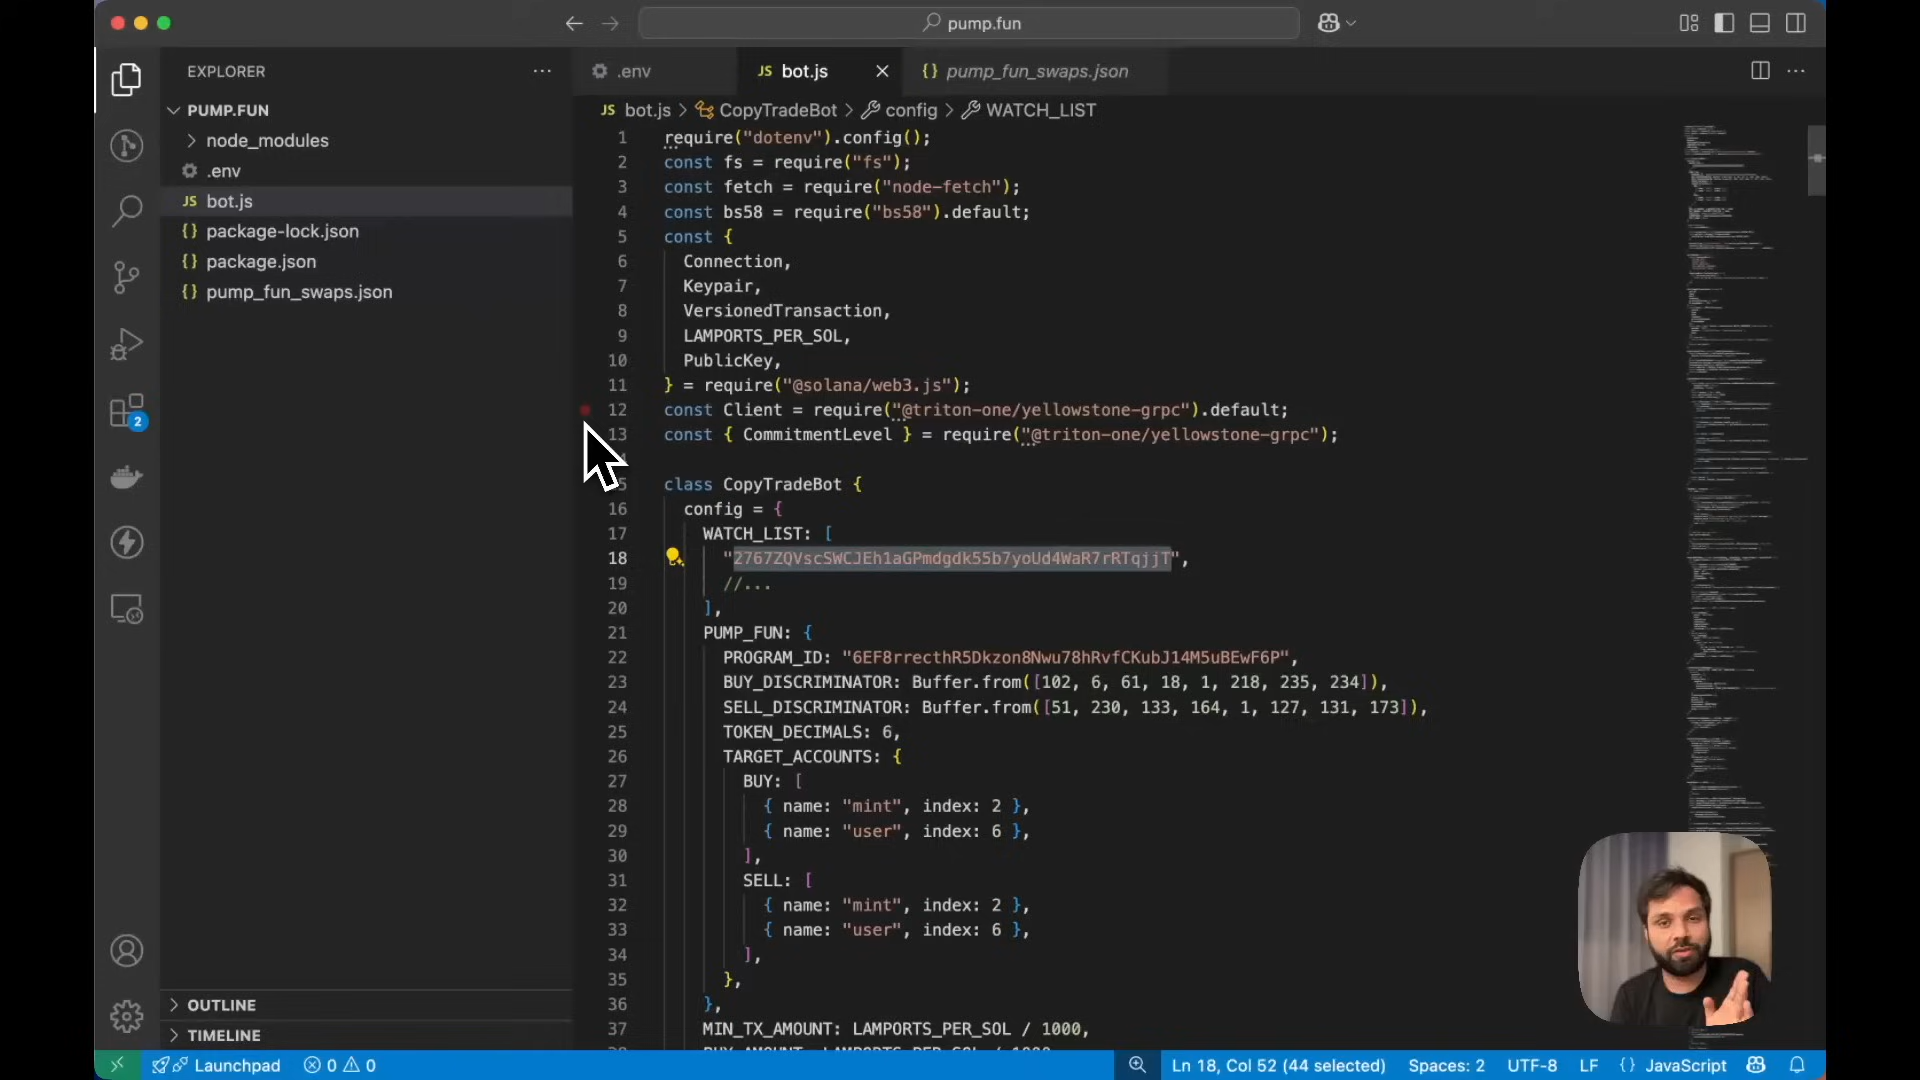 pump.fun
EXPLORER
PUMP.FUN
node_modules
.env
bot.js
package-lock.json
package.json
pump_fun_swaps.json
OUTLINE
TIMELINE
2
.env
bot.js
pump_fun_swaps.json
bot.js > CopyTradeBot > config > WATCH_LIST
1 require("dotenv").config();
2 const fs = require("fs");
3 const fetch = require("node-fetch");
4 const bs58 = require("bs58").default;
5 const {
6 Connection,
7 Keypair,
8 VersionedTransaction,
9 LAMPORTS_PER_SOL,
10 PublicKey,
11 } = require("@solana/web3.js");
12 const Client = require("@triton-one/yellowstone-grpc").default;
13 const { CommitmentLevel } = require("@triton-one/yellowstone-grpc");
class CopyTradeBot {
16 config = {
17 WATCH_LIST: [
18 "2767ZQVscSWCJEh1aGPmdgdk55b7yoUd4WaR7rRTqjjT",
19 //...
20 ],
21 PUMP_FUN: {
22 PROGRAM_ID: "6EF8rrecthR5Dkzon8Nwu78hRvfCKubJ14M5uBEwF6P",
23 BUY_DISCRIMINATOR: Buffer.from([102, 6, 61, 18, 1, 218, 235, 234]),
24 SELL_DISCRIMINATOR: Buffer.from([51, 230, 133, 164, 1, 127, 131, 173]),
25 TOKEN_DECIMALS: 6,
26 TARGET_ACCOUNTS: {
27 BUY: [
28 { name: "mint", index: 2 },
29 { name: "user", index: 6 },
30 ],
31 SELL: [
32 { name: "mint", index: 2 },
33 { name: "user", index: 6 },
34 ],
35 },
36 },
37 MIN_TX_AMOUNT: LAMPORTS_PER_SOL / 1000,
Launchpad
0 0
Ln 18, Col 52 (44 selected)
Spaces: 2
UTF-8
LF
{} JavaScript